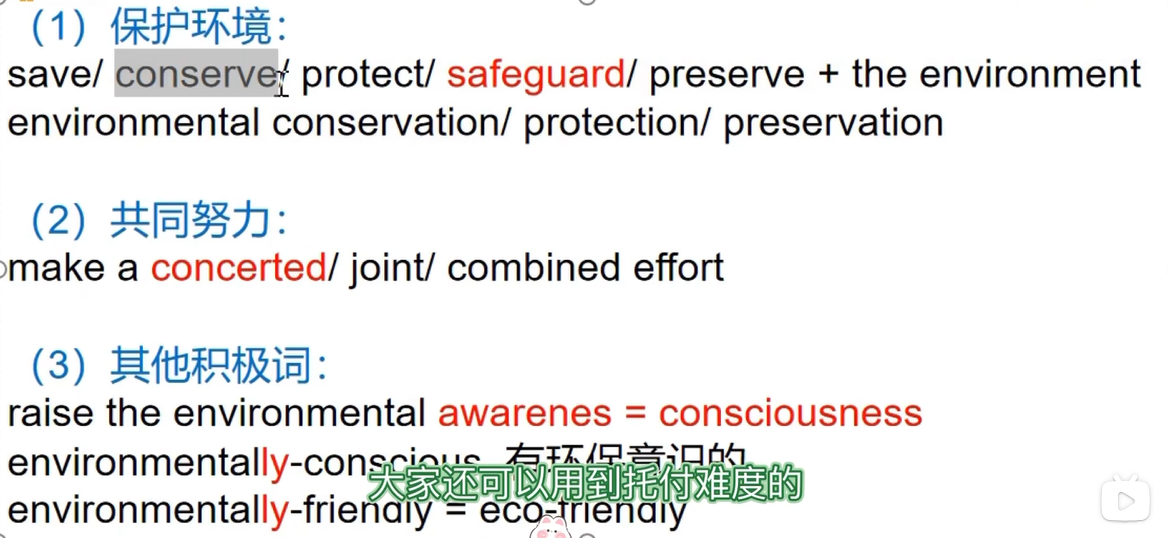 （1）保护环境：
save/ conserve/ protect/ safeguard/ preserve + the environment
environmental conservation/ protection/ preservation
（2）共同努力：
make a concerted/ joint/ combined effort
（3）其他积极词：
raise the environmental awarenes = consciousness
environmentally-conscious 有环保意识的
大家还可以用到托付难度的
environmentally-friendly = eco-friendly